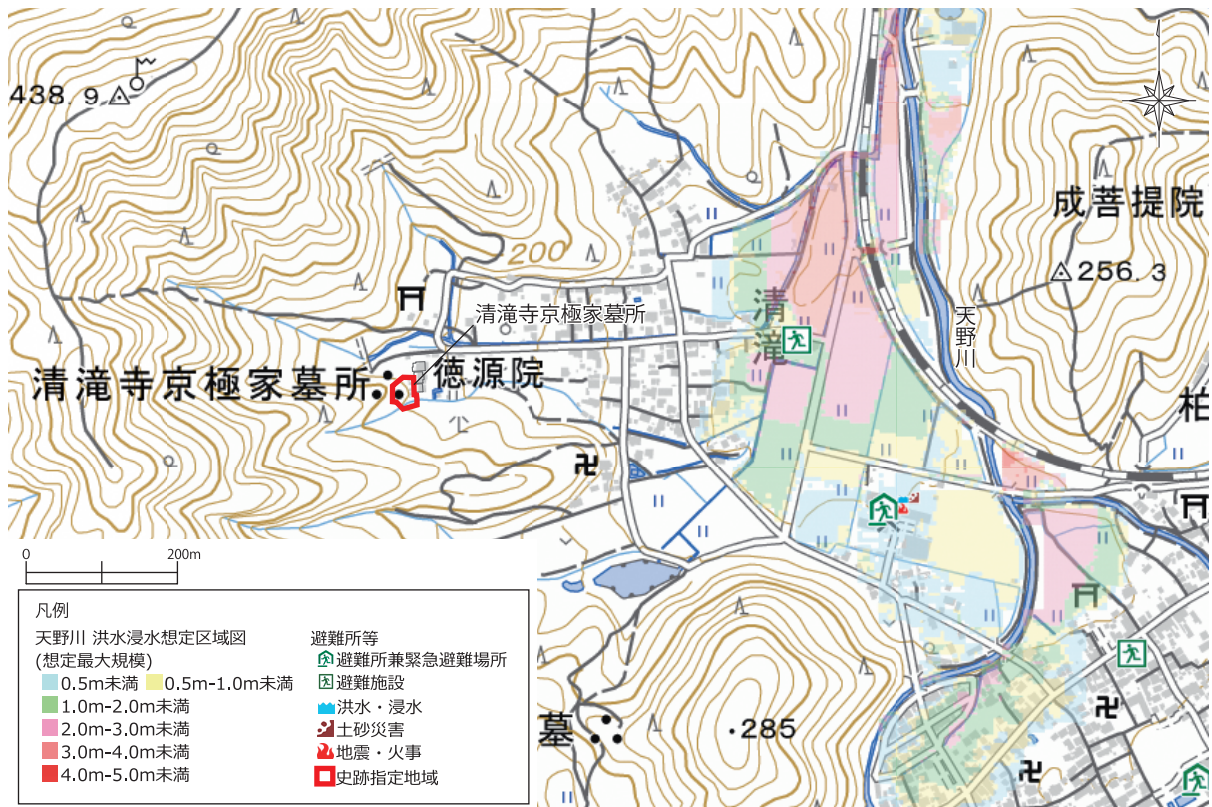 438.9
成菩提院
256.3
200
清滝
天野川
清滝寺京極家墓所
徳源院
清滝寺京極家墓所
柏
墓
285
0 200m
凡例
天野川 洪水浸水想定区域図
(想定最大規模)
0.5m未満 0.5m-1.0m未満
1.0m-2.0m未満
2.0m-3.0m未満
3.0m-4.0m未満
4.0m-5.0m未満
避難所等
避難所兼緊急避難場所
避難施設
洪水・浸水
土砂災害
地震・火事
史跡指定地域